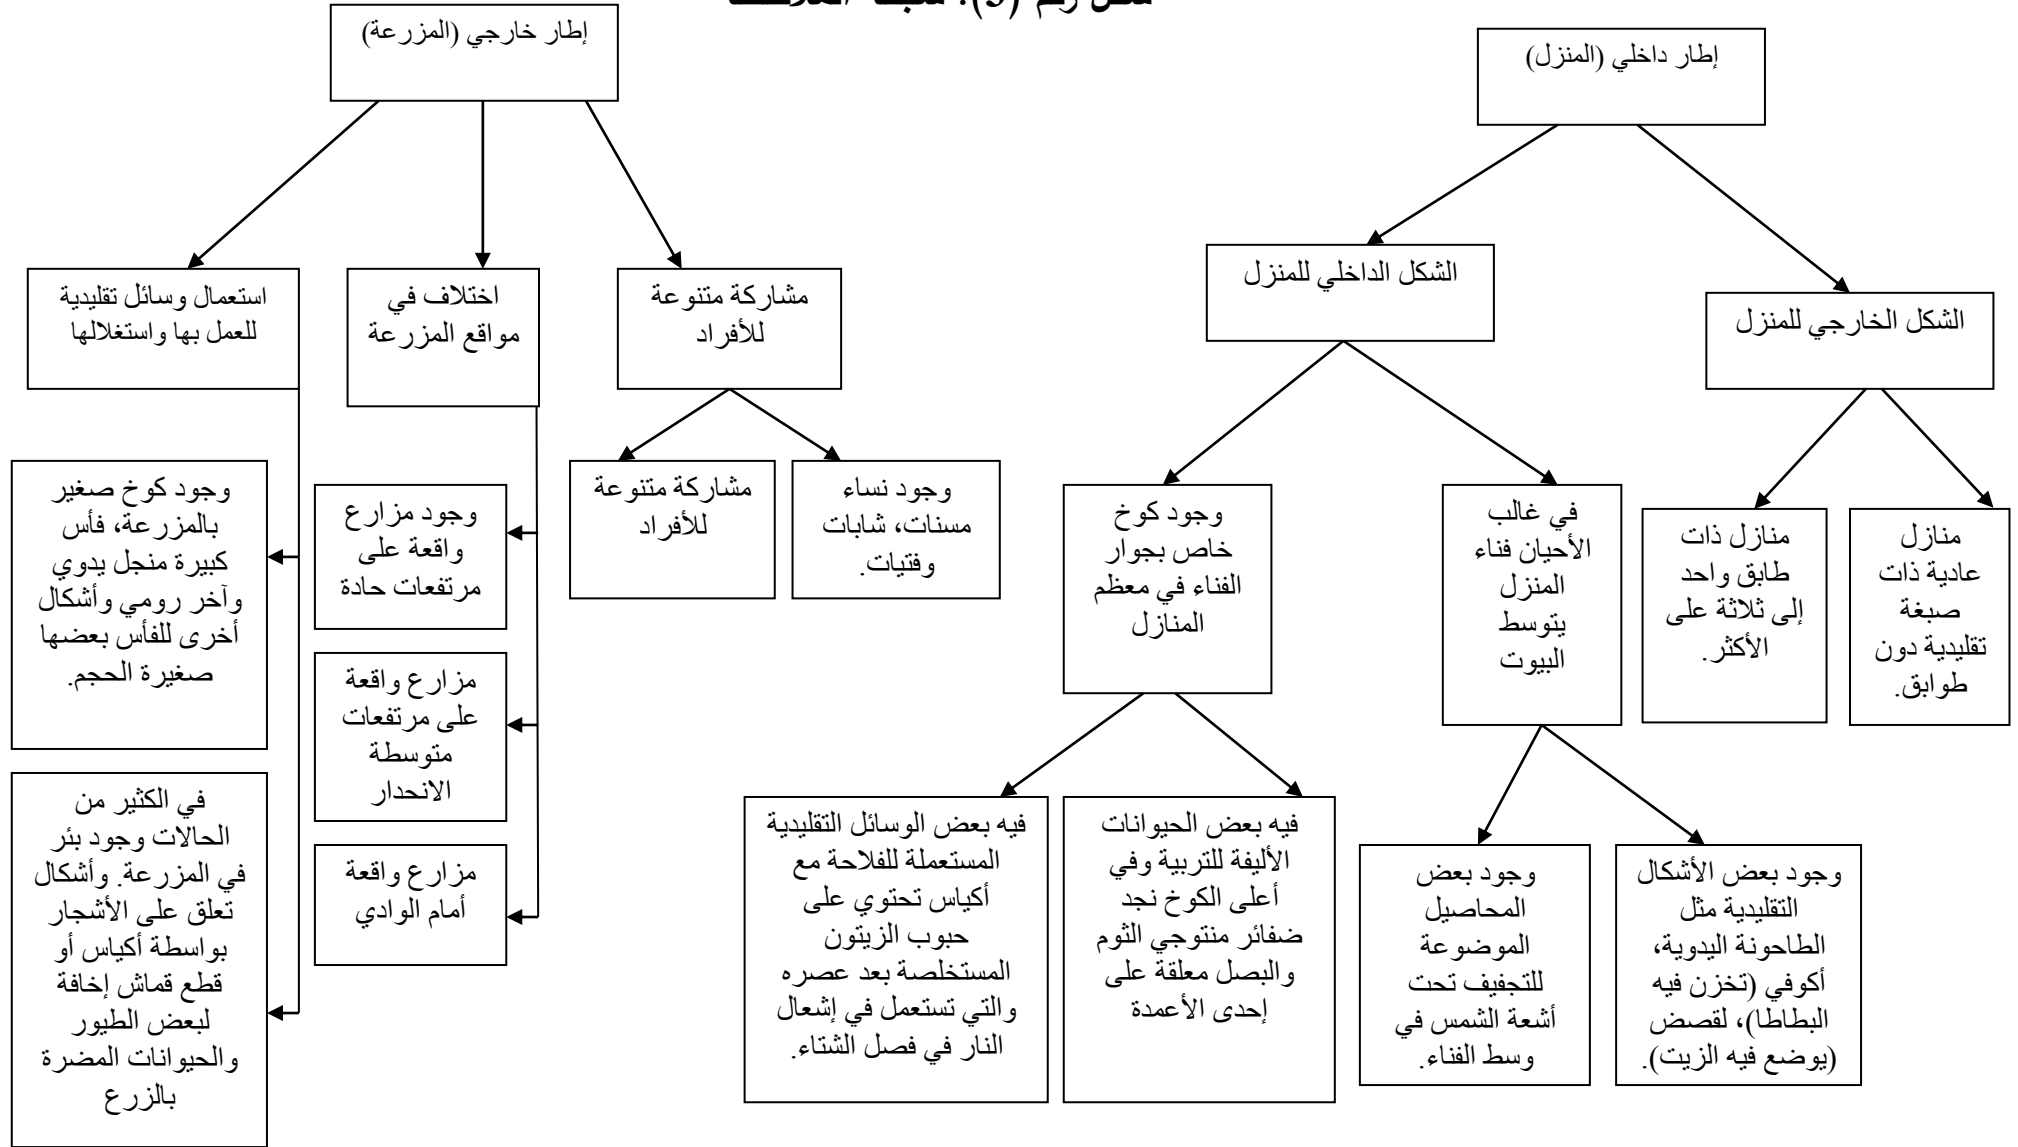 إطار داخلي (المنزل)
الشكل الخارجي للمنزل
منازل
عادية ذات
صبغة
تقليدية دون
طوابق.
منازل ذات
طابق واحد
إلى ثلاثة على
الأكثر.
الشكل الداخلي للمنزل
في غالب
الأحيان فناء
المنزل
يتوسط
البيوت
وجود بعض الأشكال
التقليدية مثل
الطاحونة اليدوية،
أكوفي (تخزن فيه
البطاطا)، لقصض
(يوضع فيه الزيت).
وجود بعض
المحاصيل
الموضوعة
للتجفيف تحت
أشعة الشمس في
وسط الفناء.
وجود كوخ
خاص بجوار
الفناء في معظم
المنازل
فيه بعض الحيوانات
الأليفة للتربية وفي
أعلى الكوخ نجد
ضفائر منتوجي الثوم
والبصل معلقة على
إحدى الأعمدة
فيه بعض الوسائل التقليدية
المستعملة للفلاحة مع
أكياس تحتوي على
حبوب الزيتون
المستخلصة بعد عصره
والتي تستعمل في إشعال
النار في فصل الشتاء.
إطار خارجي (المزرعة)
مشاركة متنوعة
للأفراد
وجود نساء
مسنات، شابات
وفتيات.
مشاركة متنوعة
للأفراد
اختلاف في
مواقع المزرعة
وجود مزارع
واقعة على
مرتفعات حادة
مزارع واقعة
على مرتفعات
متوسطة
الانحدار
مزارع واقعة
أمام الوادي
استعمال وسائل تقليدية
للعمل بها واستغلالها
وجود كوخ صغير
بالمزرعة، فأس
كبيرة منجل يدوي
وآخر رومي وأشكال
أخرى للفأس بعضها
صغيرة الحجم.
في الكثير من
الحالات وجود بئر
في المزرعة. وأشكال
تعلق على الأشجار
بواسطة أكياس أو
قطع قماش إخافة
لبعض الطيور
والحيوانات المضرة
بالزرع